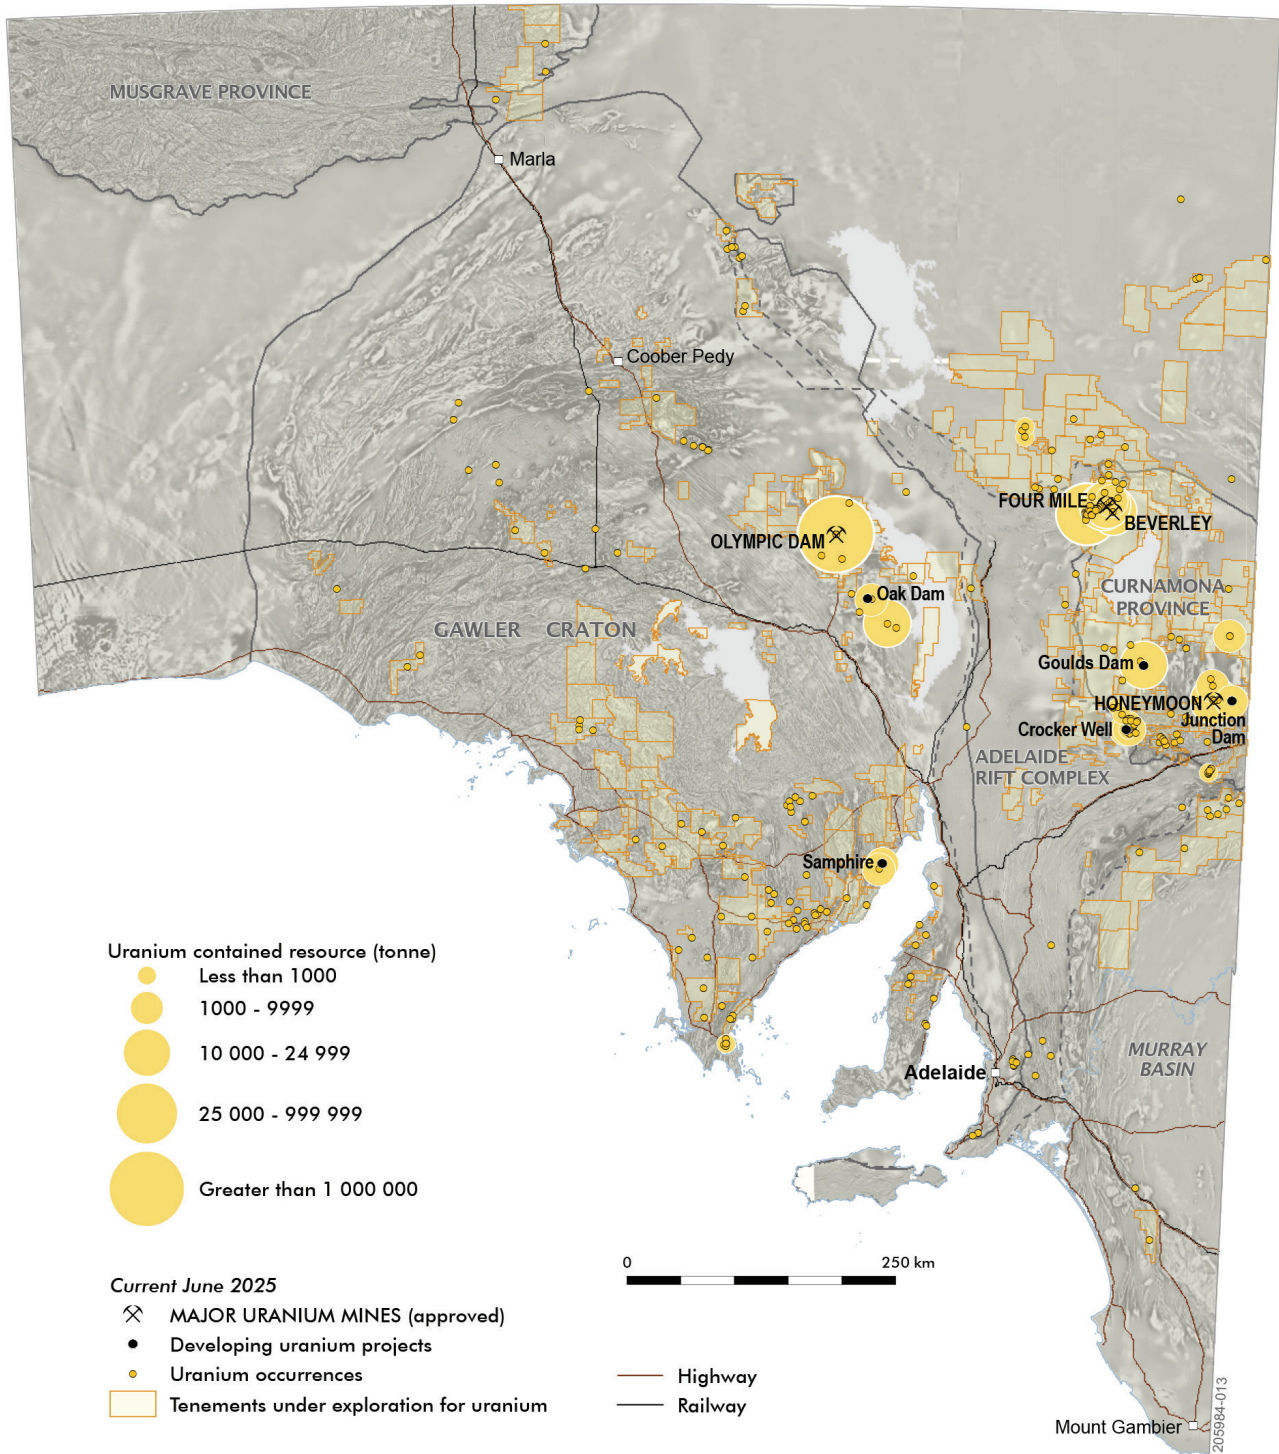 MUSGRAVE PROVINCE
Marla
Coober Pedy
FOUR MILE
BEVERLEY
OLYMPIC DAM
CURNAMONA
PROVINCE
Oak Dam
GAWLER CRATON
Goulds Dam
HONEYMOON
Junction
Dam
Crocker Well
ADELAIDE
RIFT COMPLEX
Samphire
Uranium contained resource (tonne)
Less than 1000
1000 - 9999
10 000 - 24 999
25 000 - 999 999
Greater than 1 000 000
MURRAY
BASIN
Adelaide
0 250 km
Current June 2025
MAJOR URANIUM MINES (approved)
Developing uranium projects
Uranium occurrences
Tenements under exploration for uranium
Highway
Railway
Mount Gambier
205984-013